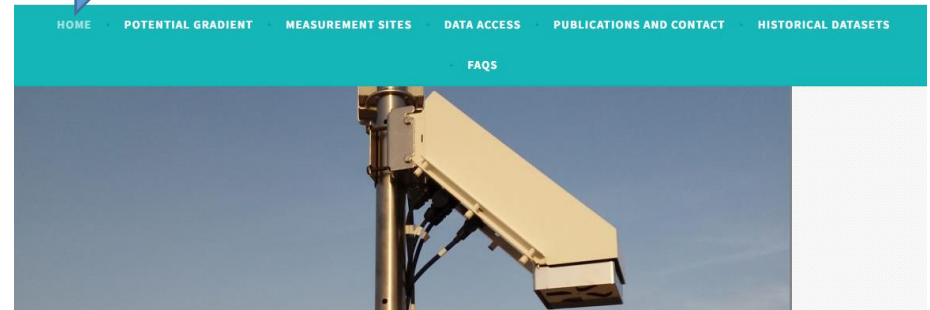 HOME · POTENTIAL GRADIENT · MEASUREMENT SITES · DATA ACCESS · PUBLICATIONS AND CONTACT · HISTORICAL DATASETS
· FAQS